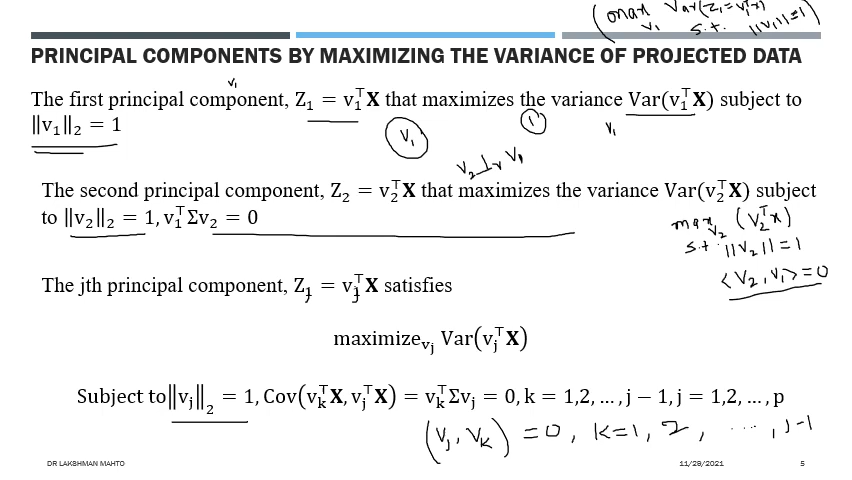 ( max Var(Z₁ = v₁ᵀx)
v₁ s.t. ||v₁|| = 1 )
PRINCIPAL COMPONENTS BY MAXIMIZING THE VARIANCE OF PROJECTED DATA
v₁
The first principal component, Z₁ = v₁ᵀX that maximizes the variance Var(v₁ᵀX) subject to
‖v₁‖₂ = 1
v₁ 1 v₁
v₂ ⊥ v₁
The second principal component, Z₂ = v₂ᵀX that maximizes the variance Var(v₂ᵀX) subject
to ‖v₂‖₂ = 1, v₁ᵀΣv₂ = 0
max v₂ (v₂ᵀx)
s.t. ||v₂|| = 1
<v₂, v₁> = 0
The jth principal component, Zⱼ = vⱼᵀX satisfies
maximize vⱼ Var(vⱼᵀX)
Subject to‖vⱼ‖₂ = 1, Cov(vₖᵀX, vⱼᵀX) = vₖᵀΣvⱼ = 0, k = 1,2, … , j − 1, j = 1,2, … , p
(vⱼ, vₖ) = 0, k=1, 2, ..., j-1
DR LAKSHMAN MAHTO 11/28/2021 5